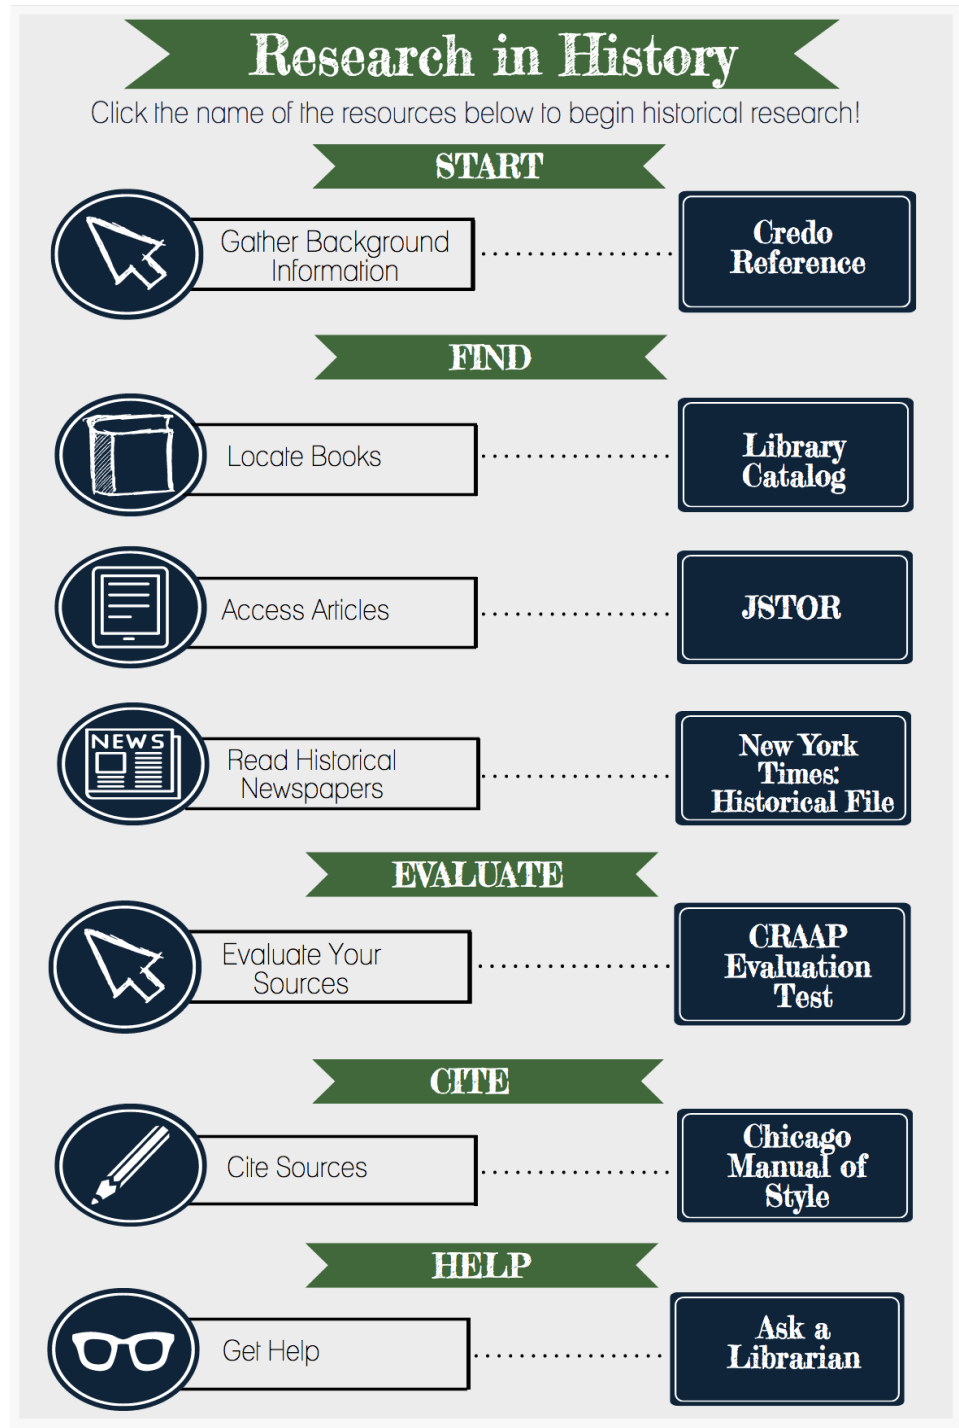 Research in History
Click the name of the resources below to begin historical research!
START
Gather Background
Information
Credo
Reference
FIND
Locate Books
Library
Catalog
Access Articles
JSTOR
NEWS
Read Historical
Newspapers
New York
Times:
Historical File
EVALUATE
Evaluate Your
Sources
CRAAP
Evaluation
Test
CITE
Cite Sources
Chicago
Manual of
Style
HELP
Get Help
Ask a
Librarian